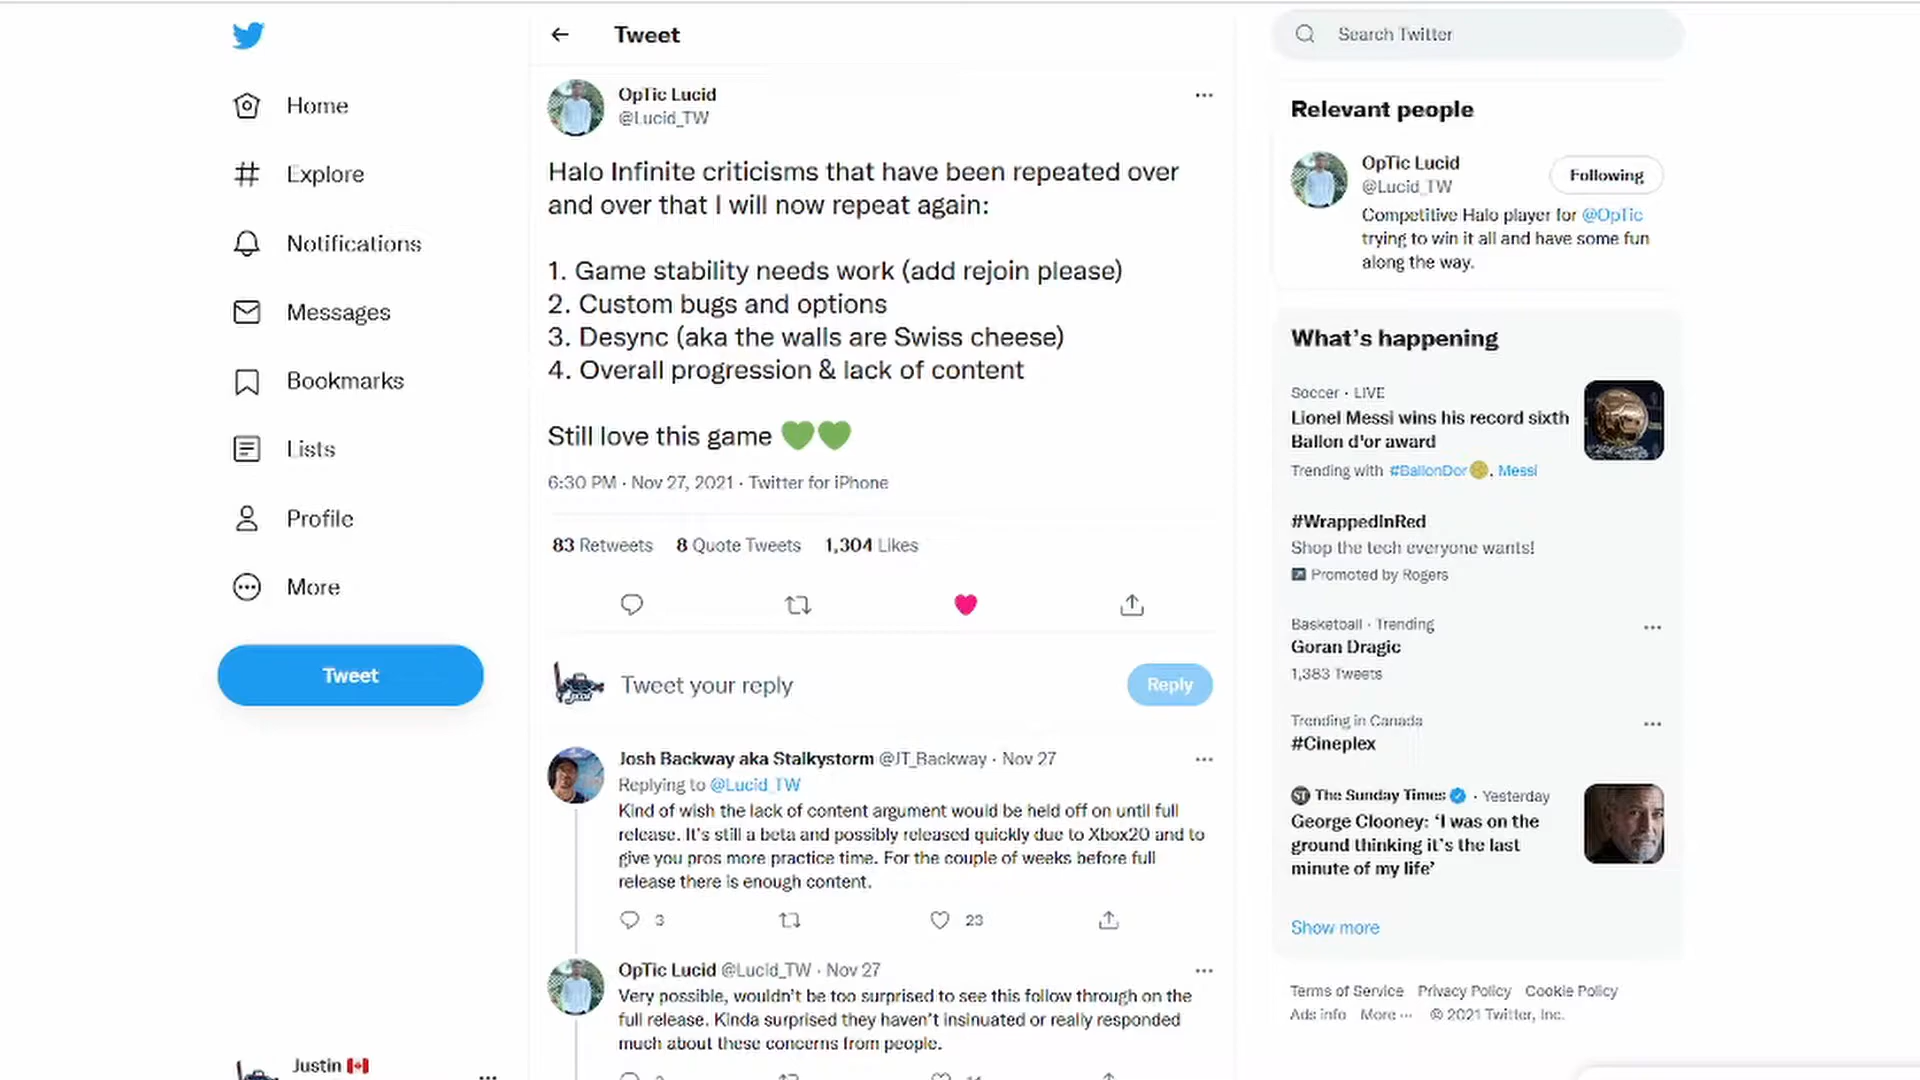 Home
Explore
Notifications
Messages
Bookmarks
Lists
Profile
More
Tweet
Justin
Tweet
OpTic Lucid
@Lucid_TW
Halo Infinite criticisms that have been repeated over
and over that I will now repeat again:
1. Game stability needs work (add rejoin please)
2. Custom bugs and options
3. Desync (aka the walls are Swiss cheese)
4. Overall progression & lack of content
Still love this game 💚💚
6:30 PM · Nov 27, 2021 · Twitter for iPhone
83 Retweets 8 Quote Tweets 1,304 Likes
Tweet your reply
Reply
Josh Backway aka Stalkystorm @JT_Backway · Nov 27
Replying to @Lucid_TW
Kind of wish the lack of content argument would be held off on until full
release. It's still a beta and possibly released quickly due to Xbox20 and to
give you pros more practice time. For the couple of weeks before full
release there is enough content.
3 23
OpTic Lucid @Lucid_TW · Nov 27
Very possible, wouldn't be too surprised to see this follow through on the
full release. Kinda surprised they haven't insinuated or really responded
much about these concerns from people.
Search Twitter
Relevant people
OpTic Lucid
@Lucid_TW
Following
Competitive Halo player for @OpTic
trying to win it all and have some fun
along the way.
What's happening
Soccer · LIVE
Lionel Messi wins his record sixth
Ballon d'or award
Trending with #BallonDor, Messi
#WrappedInRed
Shop the tech everyone wants!
Promoted by Rogers
Basketball · Trending
Goran Dragic
1,383 Tweets
Trending in Canada
#Cineplex
The Sunday Times · Yesterday
George Clooney: 'I was on the
ground thinking it's the last
minute of my life'
Show more
Terms of Service Privacy Policy Cookie Policy
Ads info More ··· © 2021 Twitter, Inc.